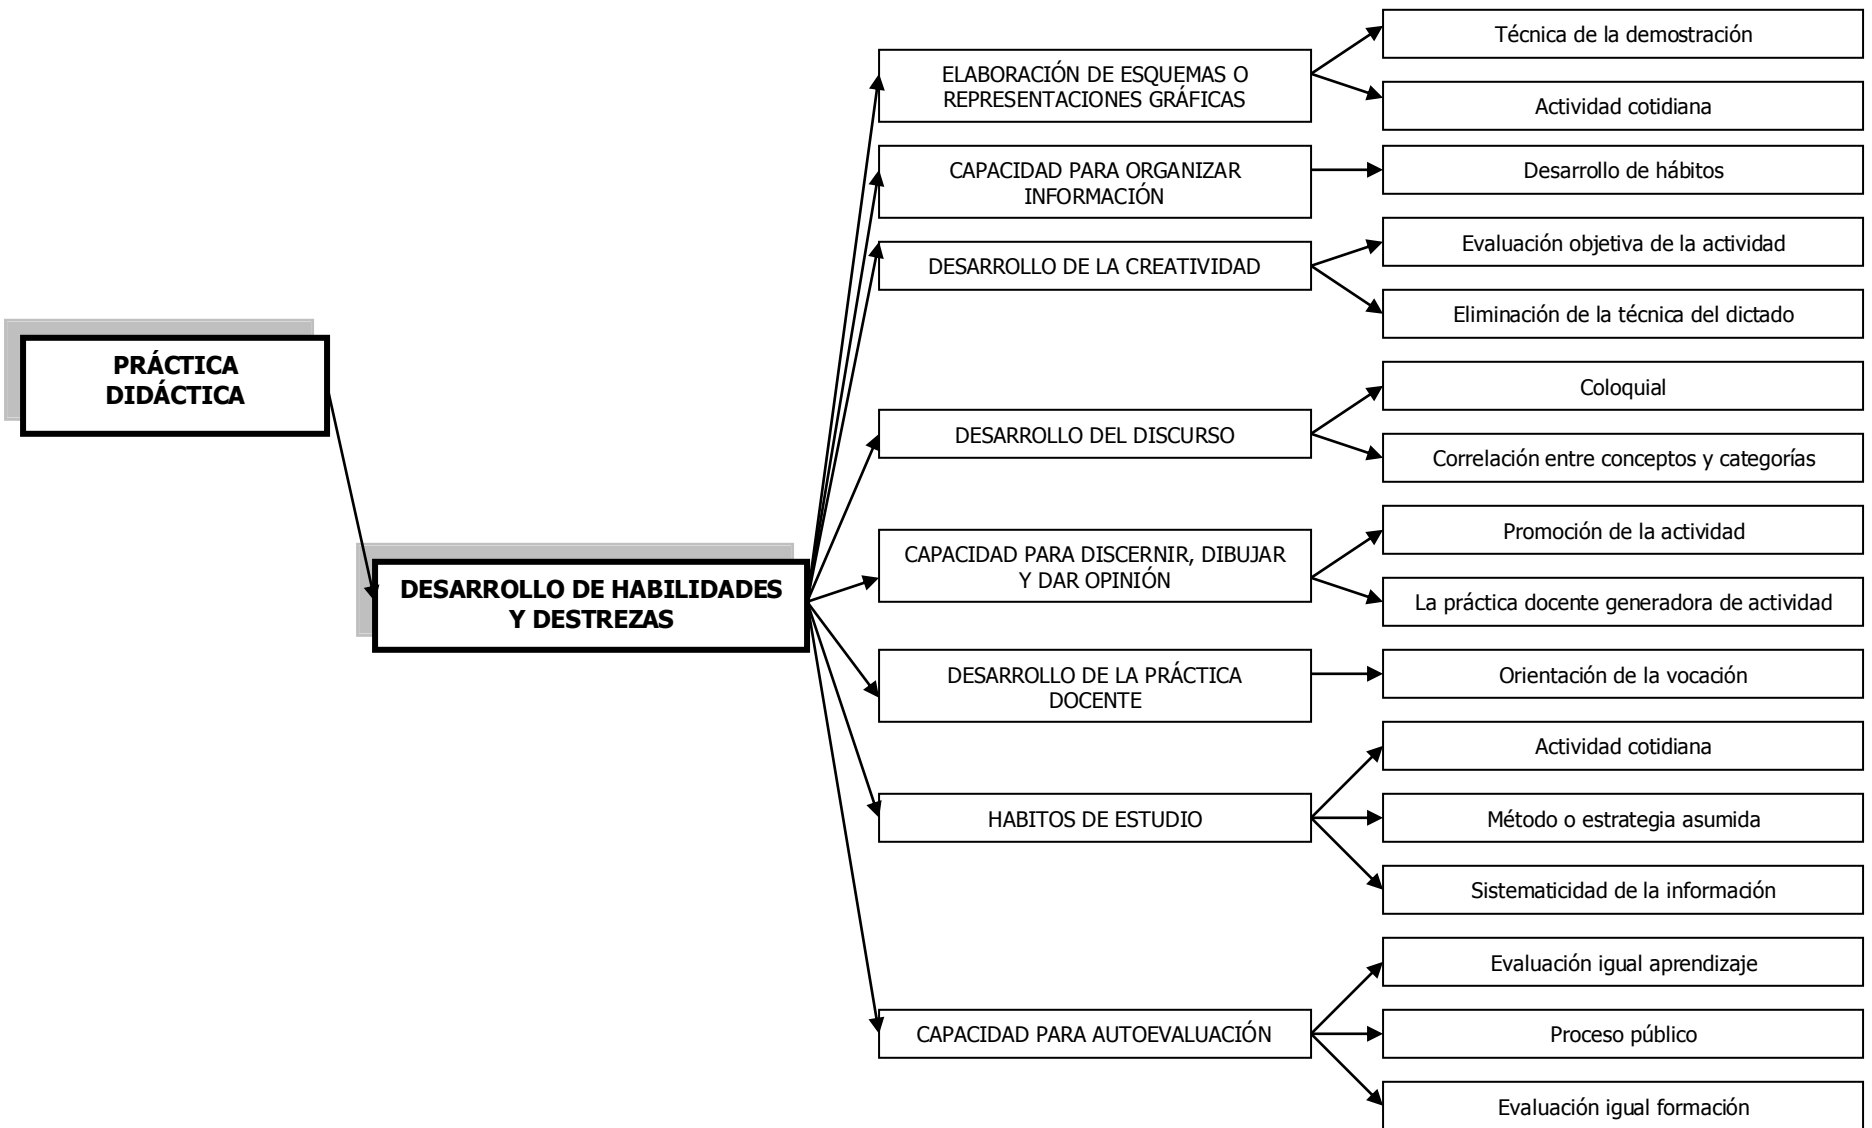 PRÁCTICA
DIDÁCTICA
DESARROLLO DE HABILIDADES
Y DESTREZAS
ELABORACIÓN DE ESQUEMAS O
REPRESENTACIONES GRÁFICAS
Técnica de la demostración
Actividad cotidiana
CAPACIDAD PARA ORGANIZAR
INFORMACIÓN
Desarrollo de hábitos
DESARROLLO DE LA CREATIVIDAD
Evaluación objetiva de la actividad
Eliminación de la técnica del dictado
DESARROLLO DEL DISCURSO
Coloquial
Correlación entre conceptos y categorías
CAPACIDAD PARA DISCERNIR, DIBUJAR
Y DAR OPINIÓN
Promoción de la actividad
La práctica docente generadora de actividad
DESARROLLO DE LA PRÁCTICA
DOCENTE
Orientación de la vocación
HABITOS DE ESTUDIO
Actividad cotidiana
Método o estrategia asumida
Sistematicidad de la información
CAPACIDAD PARA AUTOEVALUACIÓN
Evaluación igual aprendizaje
Proceso público
Evaluación igual formación